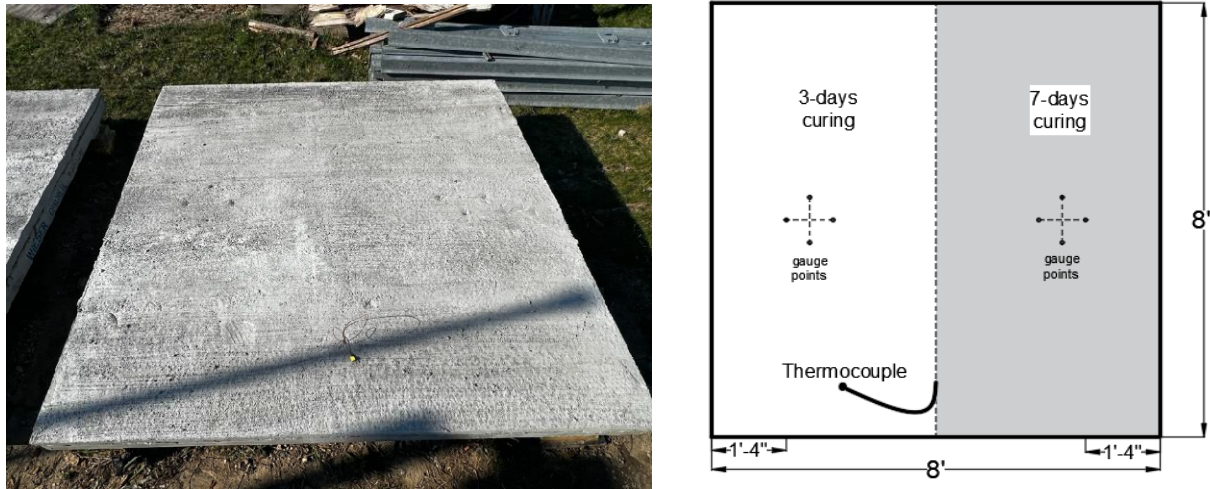 3-days
curing
7-days
curing
gauge
points
gauge
points
Thermocouple
8'
1'-4"
1'-4"
8'